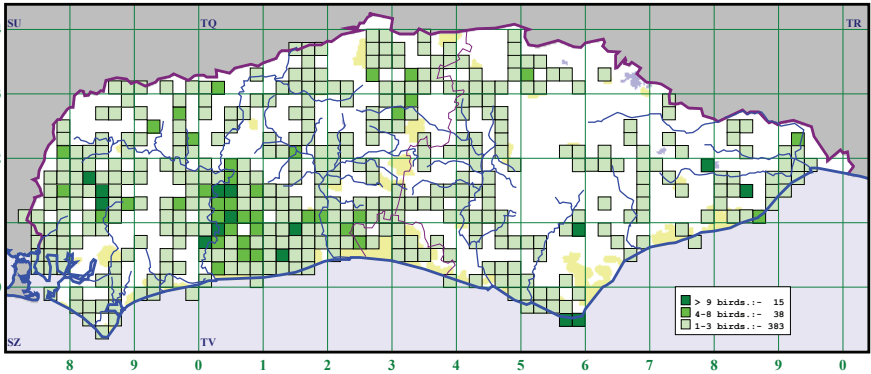 SU TQ TR
> 9 birds.:- 15
4-8 birds.:- 38
1-3 birds.:- 383
SZ TV
8 9 0 1 2 3 4 5 6 7 8 9 0